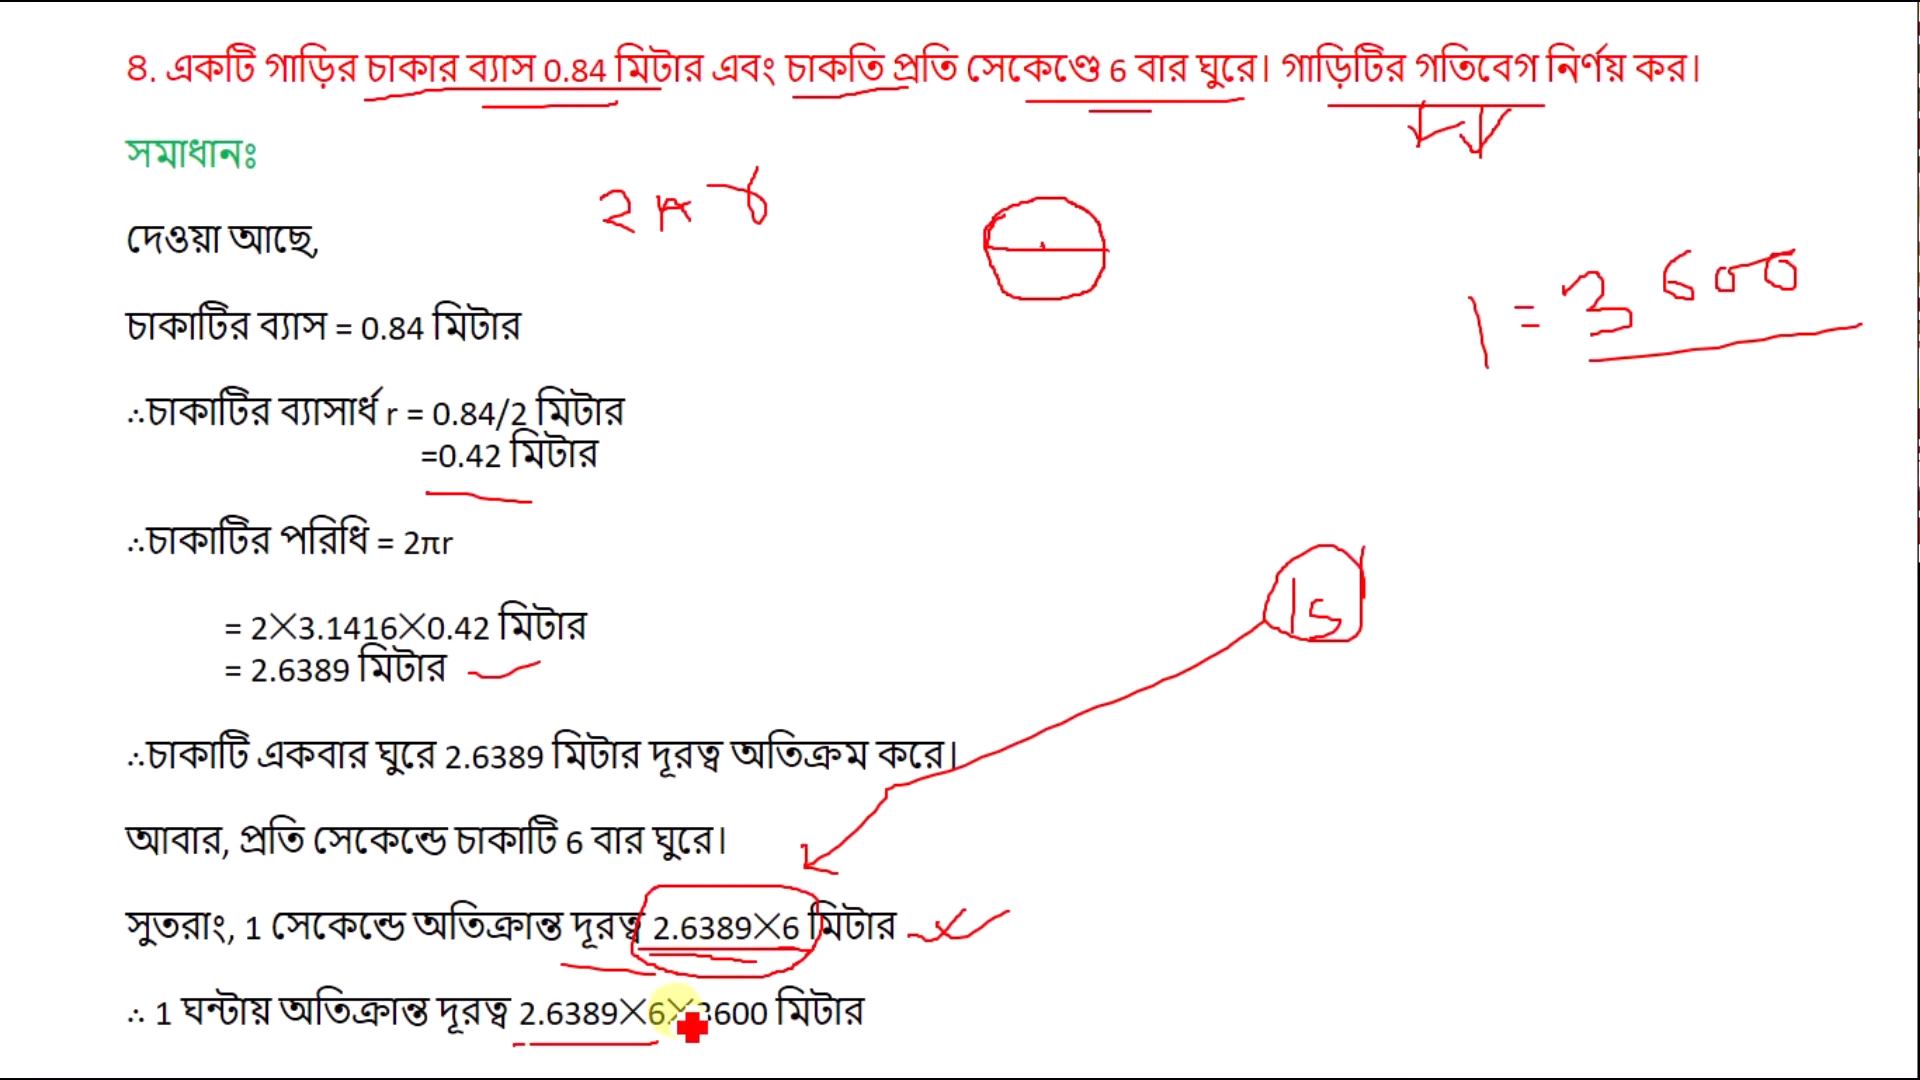 ৪. একটি গাড়ির চাকার ব্যাস 0.84 মিটার এবং চাকতি প্রতি সেকেণ্ডে 6 বার ঘুরে। গাড়িটির গতিবেগ নির্ণয় কর।
সমাধানঃ
2 π r
দেওয়া আছে,
1 = 3600
চাকাটির ব্যাস = 0.84 মিটার
∴চাকাটির ব্যাসার্ধ r = 0.84/2 মিটার
=0.42 মিটার
∴চাকাটির পরিধি = 2πr
1s
= 2×3.1416×0.42 মিটার
= 2.6389 মিটার
∴চাকাটি একবার ঘুরে 2.6389 মিটার দূরত্ব অতিক্রম করে।
আবার, প্রতি সেকেন্ডে চাকাটি 6 বার ঘুরে।
সুতরাং, 1 সেকেন্ডে অতিক্রান্ত দূরত্ব 2.6389×6 মিটার
∴ 1 ঘন্টায় অতিক্রান্ত দূরত্ব 2.6389×6×3600 মিটার